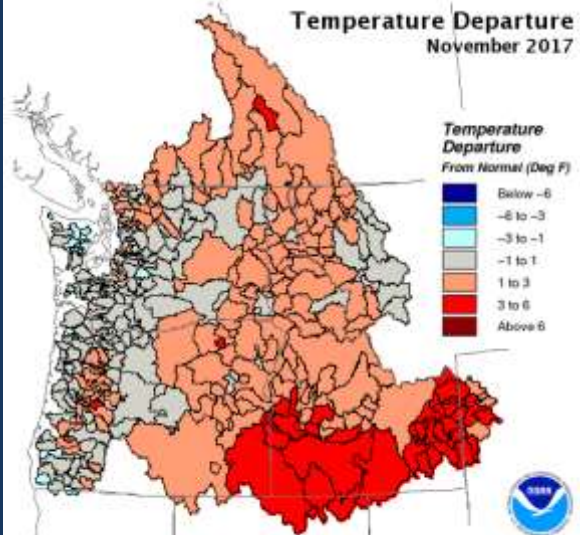 Temperature Departure
November 2017
Temperature
Departure
From Normal (Deg F)
Below -6
-6 to -3
-3 to -1
-1 to 1
1 to 3
3 to 6
Above 6